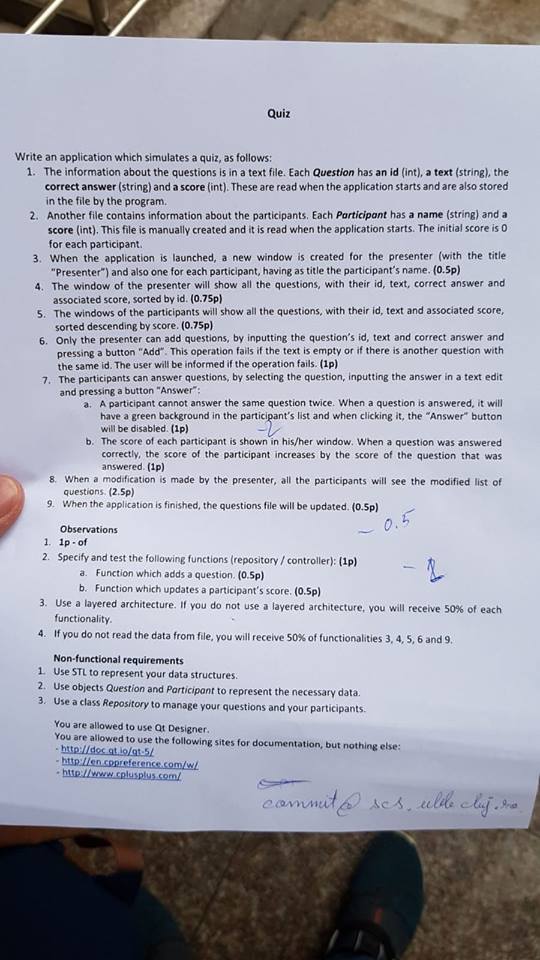 Quiz
Write an application which simulates a quiz, as follows:
1. The information about the questions is in a text file. Each Question has an id (int), a text (string), the
correct answer (string) and a score (int). These are read when the application starts and are also stored
in the file by the program.
2. Another file contains information about the participants. Each Participant has a name (string) and a
score (int). This file is manually created and it is read when the application starts. The initial score is 0
for each participant.
3. When the application is launched, a new window is created for the presenter (with the title
"Presenter") and also one for each participant, having as title the participant's name. (0.5p)
4. The window of the presenter will show all the questions, with their id, text, correct answer and
associated score, sorted by id. (0.75p)
5. The windows of the participants will show all the questions, with their id, text and associated score,
sorted descending by score. (0.75p)
6. Only the presenter can add questions, by inputting the question's id, text and correct answer and
pressing a button "Add". This operation fails if the text is empty or if there is another question with
the same id. The user will be informed if the operation fails. (1p)
7. The participants can answer questions, by selecting the question, inputting the answer in a text edit
and pressing a button "Answer":
a. A participant cannot answer the same question twice. When a question is answered, it will
have a green background in the participant's list and when clicking it, the "Answer" button
will be disabled. (1p)
-2
b. The score of each participant is shown in his/her window. When a question was answered
correctly, the score of the participant increases by the score of the question that was
answered. (1p)
8. When a modification is made by the presenter, all the participants will see the modified list of
questions. (2.5p)
9. When the application is finished, the questions file will be updated. (0.5p)
- 0.5
Observations
1. 1p - of
2. Specify and test the following functions (repository / controller): (1p)
- 1
a. Function which adds a question. (0.5p)
b. Function which updates a participant's score. (0.5p)
3. Use a layered architecture. If you do not use a layered architecture, you will receive 50% of each
functionality.
4. If you do not read the data from file, you will receive 50% of functionalities 3, 4, 5, 6 and 9.
Non-functional requirements
1. Use STL to represent your data structures.
2. Use objects Question and Participant to represent the necessary data.
3. Use a class Repository to manage your questions and your participants.
You are allowed to use Qt Designer.
You are allowed to use the following sites for documentation, but nothing else:
- http://doc.qt.io/qt-5/
- http://en.cppreference.com/w/
- http://www.cplusplus.com/
commit@ scs.